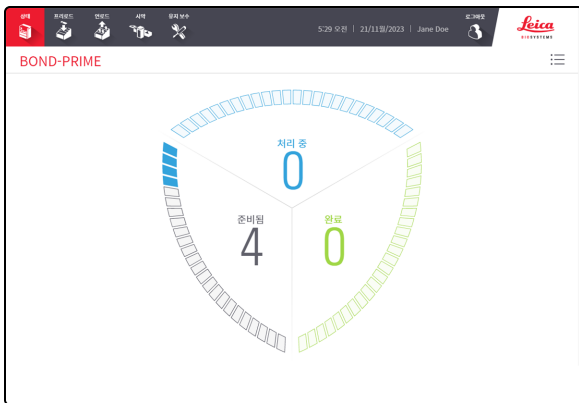 상태 프리로드 언로드 시약 유지 보수 로그아웃
5:29 오전 | 21/11월/2023 | Jane Doe
Leica
BIOSYSTEMS
BOND-PRIME
처리 중
0
준비됨 완료
4 0